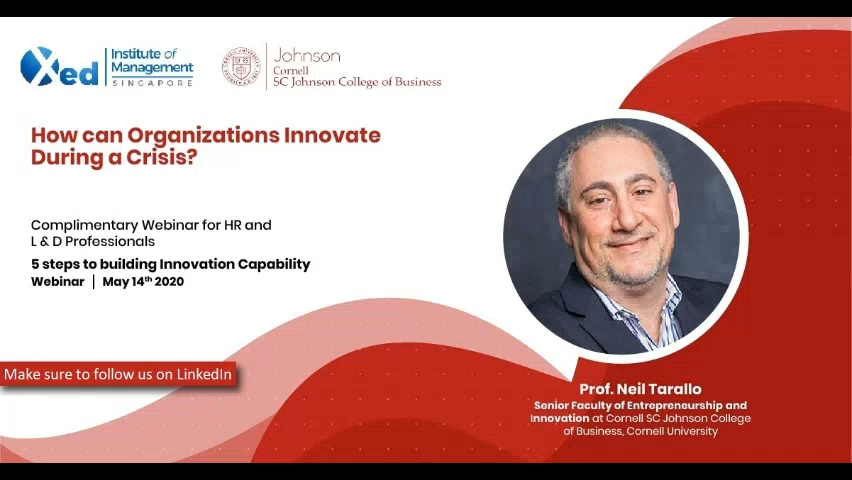 Xed
Institute of
Management
SINGAPORE
Johnson
Cornell
SC Johnson College of Business
How can Organizations Innovate
During a Crisis?
Complimentary Webinar for HR and
L & D Professionals
5 steps to building Innovation Capability
Webinar | May 14th 2020
Make sure to follow us on LinkedIn
Prof. Neil Tarallo
Senior Faculty of Entrepreneurship and
Innovation at Cornell SC Johnson College
of Business, Cornell University